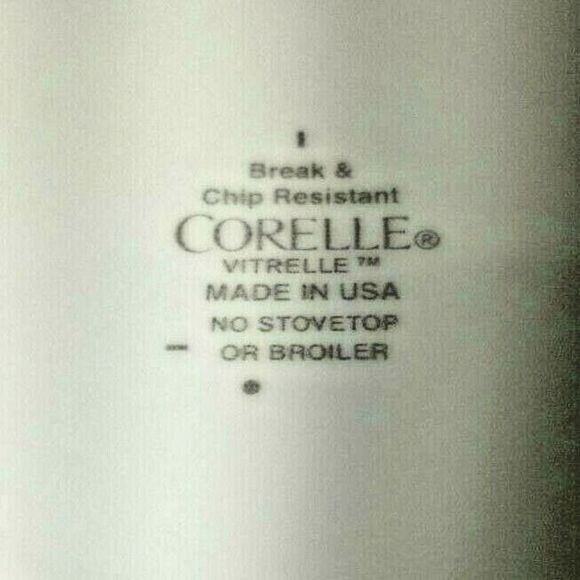 Break &
Chip Resistant
CORELLE®
VITRELLE™
MADE IN USA
NO STOVETOP
OR BROILER